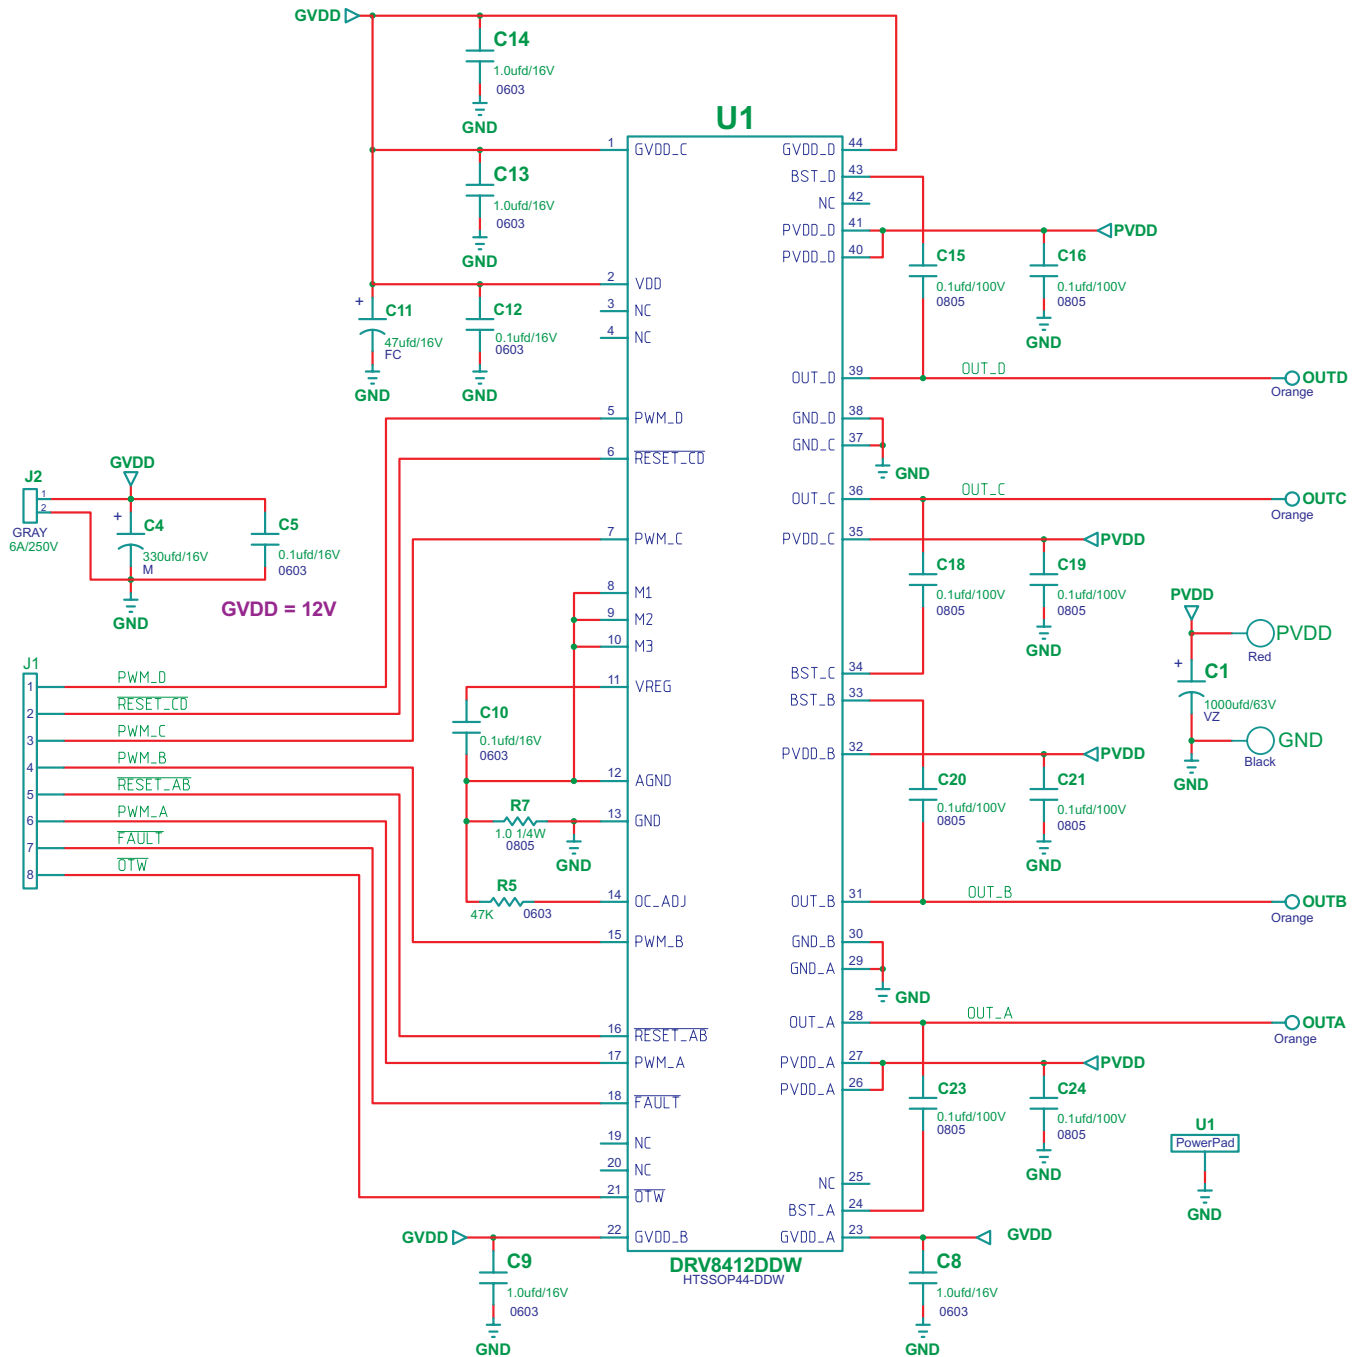 GVDD
C14
1.0ufd/16V
0603
GND
U1
1 GVDD_C
GVDD_D 44
C13
1.0ufd/16V
0603
GND
BST_D 43
NC 42
PVDD_D 41
PVDD_D 40
PVDD
C15
0.1ufd/100V
0805
C16
0.1ufd/100V
0805
GND
2 VDD
3 NC
4 NC
+
C11
47ufd/16V
FC
GND
C12
0.1ufd/16V
0603
GND
OUT_D 39
OUT_D
OUTD
Orange
5 PWM_D
6 RESET_CD
GND_D 38
GND_C 37
GND
GVDD
J2
1
2
GRAY
6A/250V
+
C4
330ufd/16V
M
C5
0.1ufd/16V
0603
GND
GVDD = 12V
OUT_C 36
OUT_C
OUTC
Orange
7 PWM_C
PVDD_C 35
PVDD
C18
0.1ufd/100V
0805
C19
0.1ufd/100V
0805
GND
8 M1
9 M2
10 M3
PVDD
PVDD
Red
+
C1
1000ufd/63V
VZ
GND
Black
GND
BST_C 34
BST_B 33
11 VREG
C10
0.1ufd/16V
0603
PVDD_B 32
PVDD
C20
0.1ufd/100V
0805
C21
0.1ufd/100V
0805
GND
12 AGND
13 GND
R7
1.0 1/4W
0805
GND
J1
1 PWM_D
2 RESET_CD
3 PWM_C
4 PWM_B
5 RESET_AB
6 PWM_A
7 FAULT
8 OTW
R5
47K
0603
14 OC_ADJ
15 PWM_B
OUT_B 31
OUT_B
OUTB
Orange
GND_B 30
GND_A 29
GND
16 RESET_AB
17 PWM_A
18 FAULT
OUT_A 28
OUT_A
OUTA
Orange
PVDD_A 27
PVDD_A 26
PVDD
C23
0.1ufd/100V
0805
C24
0.1ufd/100V
0805
GND
U1
PowerPad
GND
19 NC
20 NC
21 OTW
NC 25
BST_A 24
GVDD
22 GVDD_B
GVDD_A 23
GVDD
C9
1.0ufd/16V
0603
GND
DRV8412DDW
HTSSOP44-DDW
C8
1.0ufd/16V
0603
GND